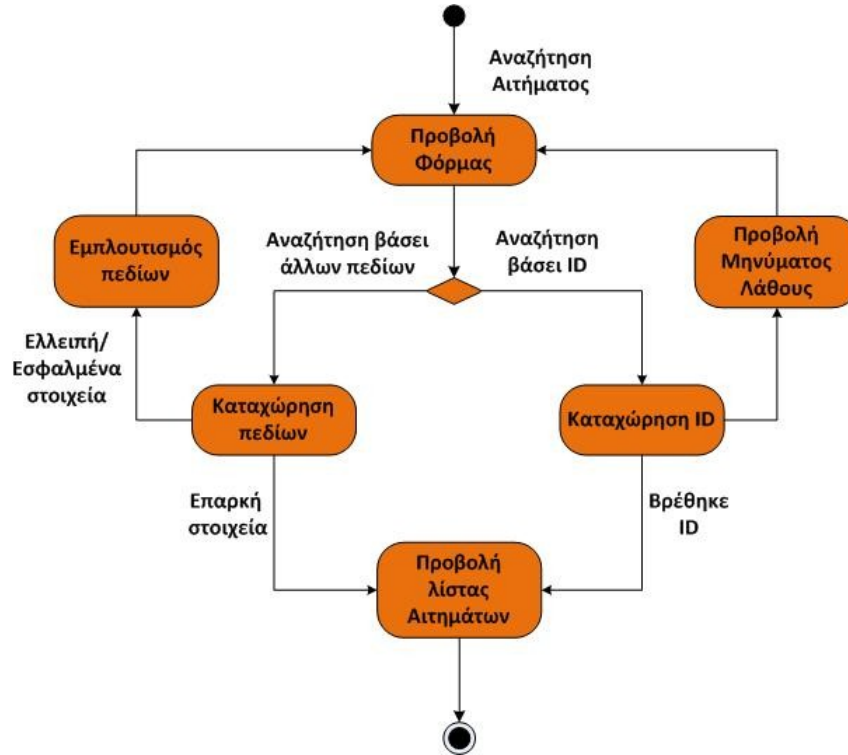 Αναζήτηση
Αιτήματος
Προβολή
Φόρμας
Εμπλουτισμός
πεδίων
Αναζήτηση βάσει
άλλων πεδίων
Αναζήτηση
βάσει ID
Προβολή
Μηνύματος
Λάθους
Ελλειπή/
Εσφαλμένα
στοιχεία
Καταχώρηση
πεδίων
Καταχώρηση ID
Επαρκή
στοιχεία
Βρέθηκε
ID
Προβολή
λίστας
Αιτημάτων